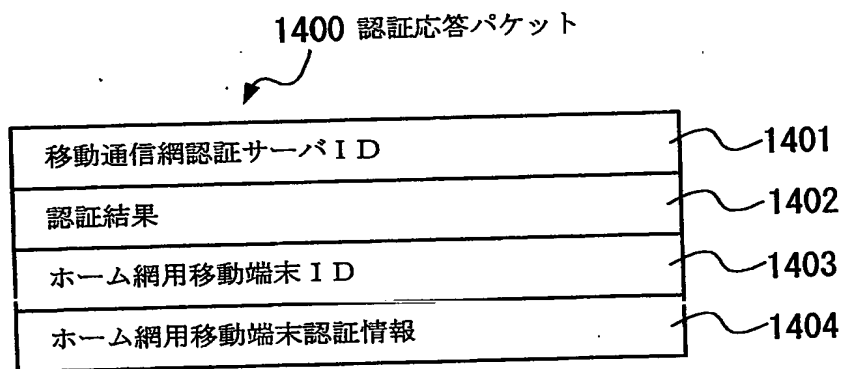 1400 認証応答パケット
移動通信網認証サーバＩＤ 1401
認証結果 1402
ホーム網用移動端末ＩＤ 1403
ホーム網用移動端末認証情報 1404